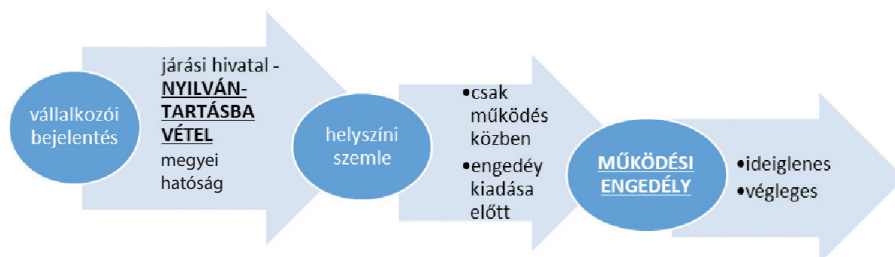 vállalkozói
bejelentés
járási hivatal -
NYILVÁN-
TARTÁSBA
VÉTEL
megyei
hatóság
helyszíni
szemle
•csak
működés
közben
•engedéy
kiadása
előtt
MŰKÖDÉSI
ENGEDÉLY
•ideiglenes
•végleges